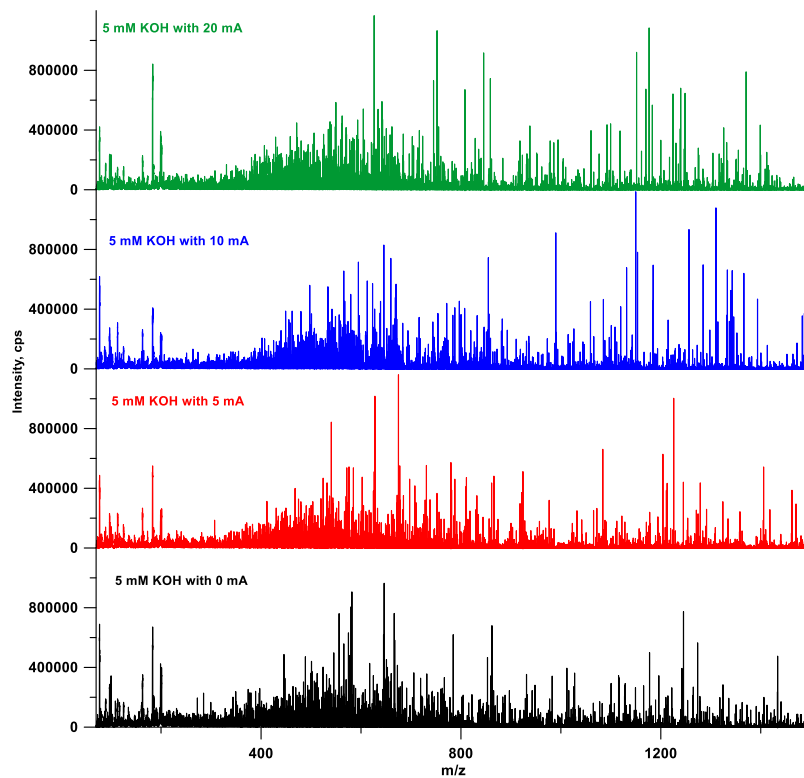 5 mM KOH with 20 mA
800000
400000
0
5 mM KOH with 10 mA
800000
400000
0
Intensity, cps
5 mM KOH with 5 mA
800000
400000
0
5 mM KOH with 0 mA
800000
400000
0
400
800
1200
m/z